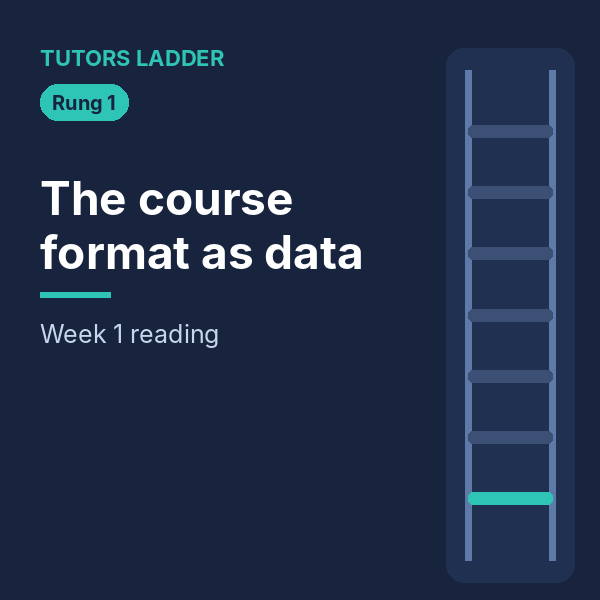 TUTORS LADDER
Rung 1
The course
format as data
Week 1 reading